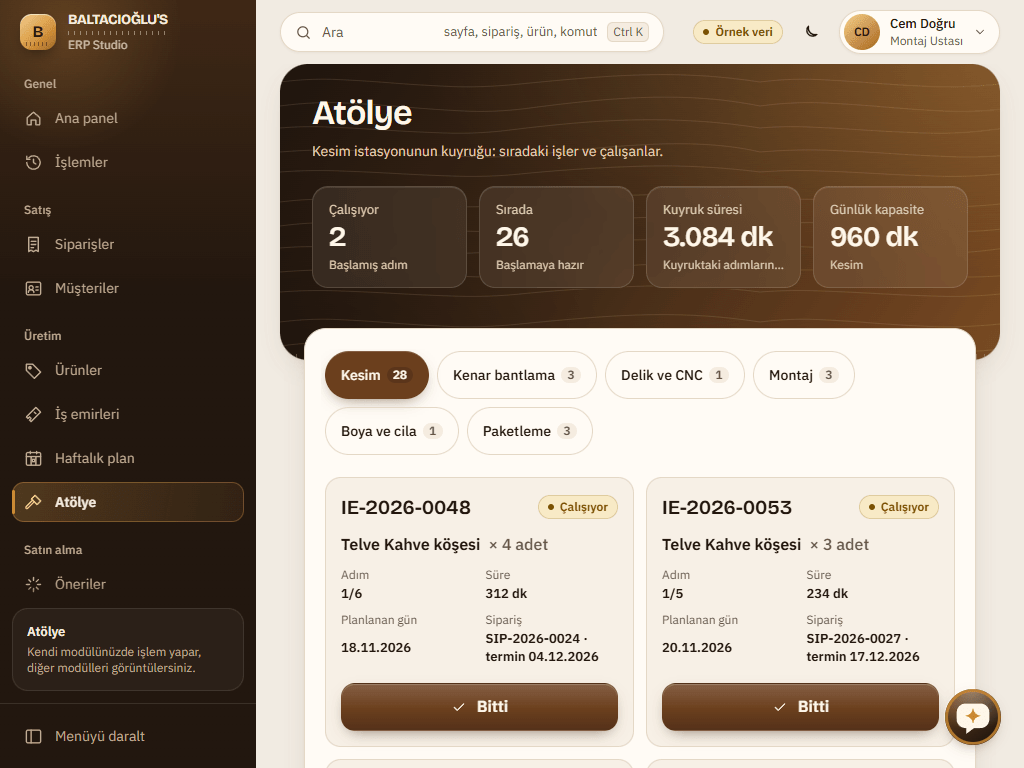 B
BALTACIOĞLU'S
ERP Studio
Genel
Ana panel
İşlemler
Satış
Siparişler
Müşteriler
Üretim
Ürünler
İş emirleri
Haftalık plan
Atölye
Satın alma
Öneriler
Atölye
Kendi modülünüzde işlem yapar,
diğer modülleri görüntülersiniz.
Menüyü daralt
Ara
sayfa, sipariş, ürün, komut
Ctrl K
Örnek veri
CD
Cem Doğru
Montaj Ustası
Atölye
Kesim istasyonunun kuyruğu: sıradaki işler ve çalışanlar.
Çalışıyor
2
Başlamış adım
Sırada
26
Başlamaya hazır
Kuyruk süresi
3.084 dk
Kuyruktaki adımların...
Günlük kapasite
960 dk
Kesim
Kesim 28
Kenar bantlama 3
Delik ve CNC 1
Montaj 3
Boya ve cila 1
Paketleme 3
IE-2026-0048
Çalışıyor
Telve Kahve köşesi × 4 adet
Adım
1/6
Süre
312 dk
Planlanan gün
18.11.2026
Sipariş
SIP-2026-0024 ·
termin 04.12.2026
Bitti
IE-2026-0053
Çalışıyor
Telve Kahve köşesi × 3 adet
Adım
1/5
Süre
234 dk
Planlanan gün
20.11.2026
Sipariş
SIP-2026-0027 ·
termin 17.12.2026
Bitti